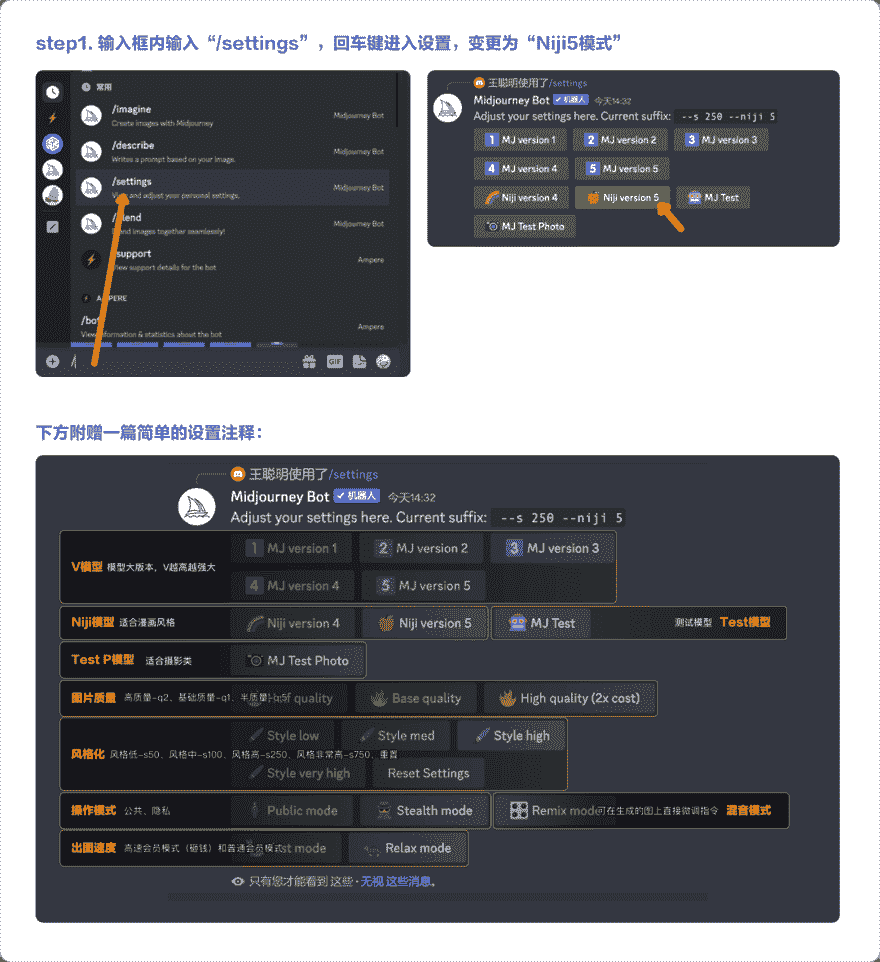 step1. 输入框内输入“/settings”，回车键进入设置，变更为“Niji5模式”
常用
/imagine
Create images with Midjourney
Midjourney Bot
/describe
Writes a prompt based on your image.
Midjourney Bot
/settings
View and adjust your personal settings.
Midjourney Bot
Blend images together seamlessly!
Midjourney Bot
support
View support details for the bot
Ampere
AMPERE
/bot
View information & statistics about the bot
Ampere
/
GIF
王聪明使用了/settings
Midjourney Bot 机器人 今天14:32
Adjust your settings here. Current suffix: --s 250 --niji 5
1 MJ version 1 2 MJ version 2 3 MJ version 3
4 MJ version 4 5 MJ version 5
Niji version 4 Niji version 5 MJ Test
MJ Test Photo
下方附赠一篇简单的设置注释：
王聪明使用了/settings
Midjourney Bot 机器人 今天14:32
Adjust your settings here. Current suffix: --s 250 --niji 5
V模型 模型大版本，V越高越强大
1 MJ version 1 2 MJ version 2 3 MJ version 3
4 MJ version 4 5 MJ version 5
Niji模型 适合漫画风格 Niji version 4 Niji version 5 MJ Test 测试模型 Test模型
Test P模型 适合摄影类 MJ Test Photo
图片质量 高质量-q2、基础质量-q1、半质量-q.5 quality Base quality High quality (2x cost)
Style low Style med Style high
风格化 风格低-s50、风格中-s100、风格高-s250、风格非常高-s750、重置
Style very high Reset Settings
操作模式 公共、隐私 Public mode Stealth mode Remix mode 可在生成的图上直接微调指令 混音模式
出图速度 高速会员模式（砸钱）和普通会员模式 Fast mode Relax mode
只有您才能看到 这些 · 无视 这些消息。